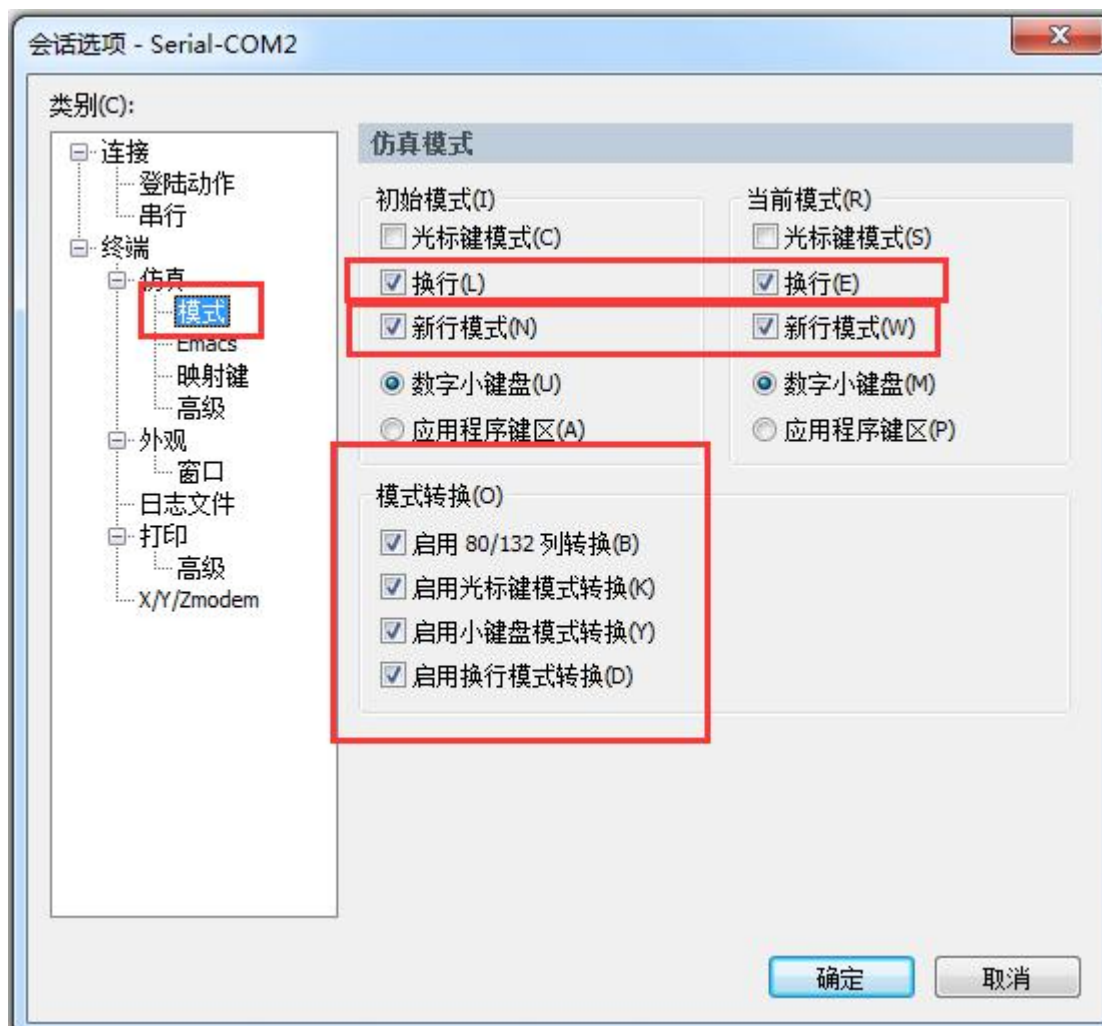 会话选项 - Serial-COM2
类别(C):
连接
登陆动作
串行
终端
仿真
模式
Emacs
映射键
高级
外观
窗口
日志文件
打印
高级
X/Y/Zmodem
仿真模式
初始模式(I)
光标键模式(C)
换行(L)
新行模式(N)
数字小键盘(U)
应用程序键区(A)
当前模式(R)
光标键模式(S)
换行(E)
新行模式(W)
数字小键盘(M)
应用程序键区(P)
模式转换(O)
启用 80/132 列转换(B)
启用光标键模式转换(K)
启用小键盘模式转换(Y)
启用换行模式转换(D)
确定
取消